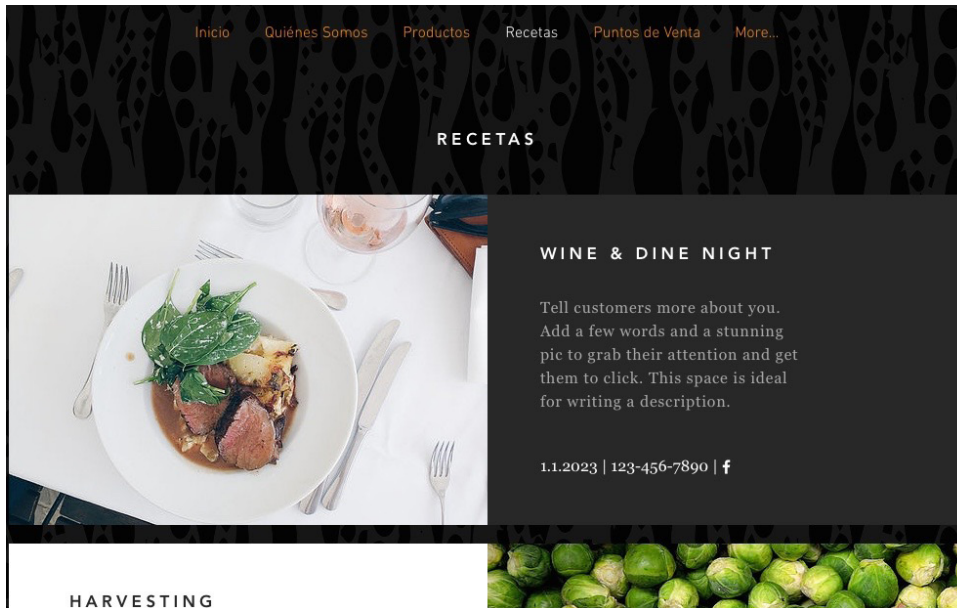 Inicio Quiénes Somos Productos Recetas Puntos de Venta More...
RECETAS
WINE & DINE NIGHT
Tell customers more about you.
Add a few words and a stunning
pic to grab their attention and get
them to click. This space is ideal
for writing a description.
1.1.2023 | 123-456-7890 |
HARVESTING